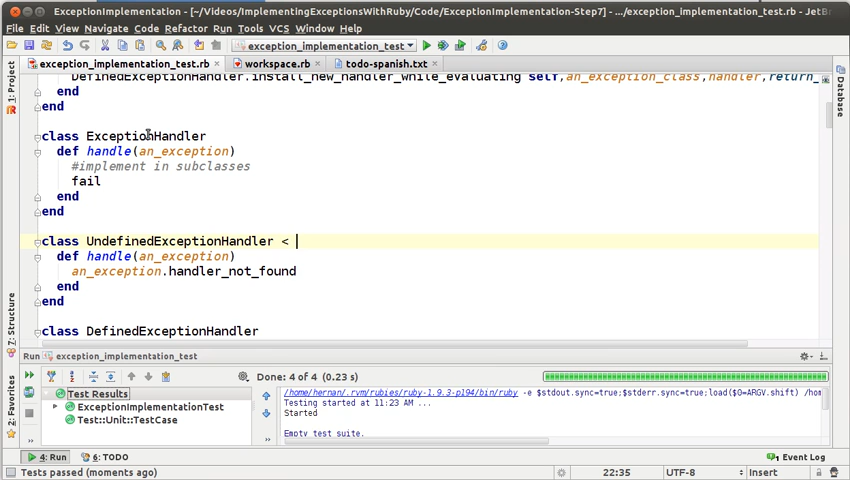 ExceptionImplementation - [~/Videos/ImplementingExceptionsWithRuby/Code/ExceptionImplementation-Step7] - .../exception_implementation_test.rb - JetB
File Edit View Navigate Code Refactor Run Tools VCS Window Help
exception_implementation_test
exception_implementation_test.rb workspace.rb todo-spanish.txt
1: Project
7: Structure
2: Favorites
Database
DefinedExceptionHandler.install_new_handler_while_evaluating self,an_exception_class,handler,return_
end
end
class ExceptionHandler
def handle(an_exception)
#implement in subclasses
fail
end
end
class UndefinedExceptionHandler <
def handle(an_exception)
an_exception.handler_not_found
end
end
class DefinedExceptionHandler
Run exception_implementation_test
Done: 4 of 4 (0.23 s)
Test Results
ExceptionImplementationTest
Test::Unit::TestCase
/home/hernan/.rvm/rubies/ruby-1.9.3-p194/bin/ruby -e $stdout.sync=true;$stderr.sync=true;load($0=ARGV.shift) /ho
Testing started at 11:23 AM ...
Started
Empty test suite.
4: Run 6: TODO 1 Event Log
Tests passed (moments ago) 22:35 UTF-8 Insert